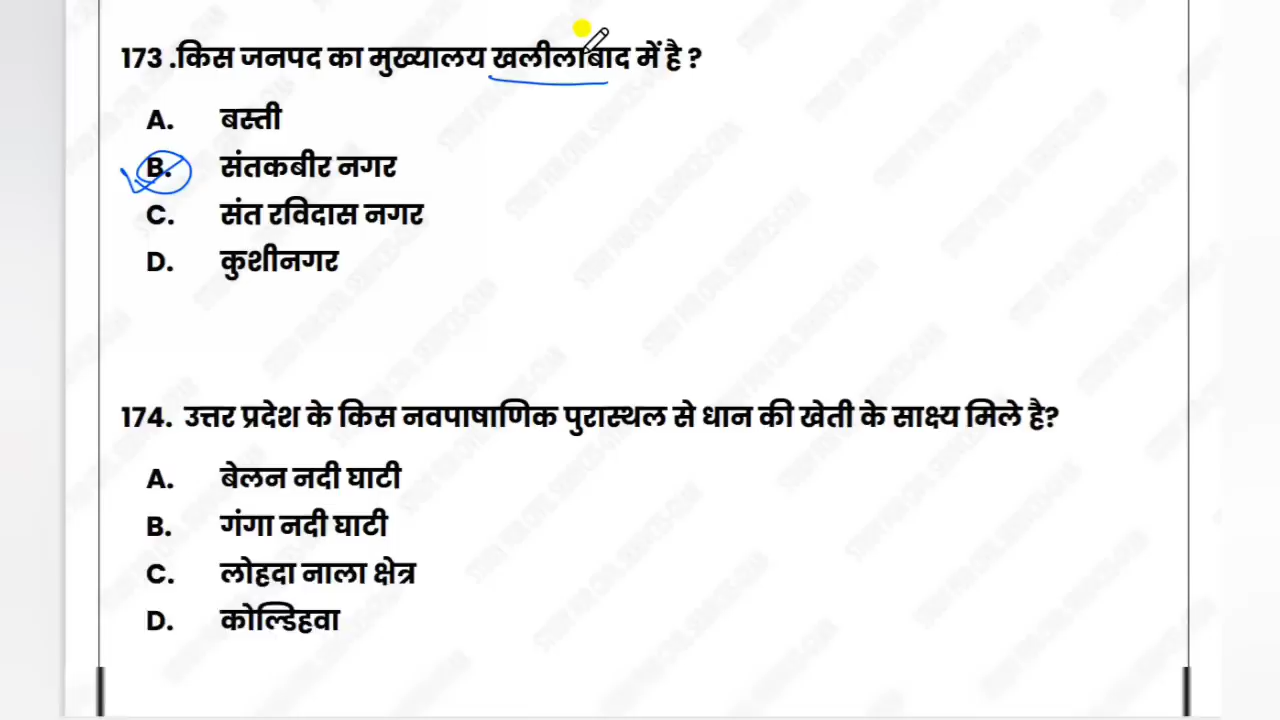 173 .किस जनपद का मुख्यालय खलीलाबाद में है ?
A. बस्ती
B. संतकबीर नगर
C. संत रविदास नगर
D. कुशीनगर
174. उत्तर प्रदेश के किस नवपाषाणिक पुरास्थल से धान की खेती के साक्ष्य मिले है?
A. बेलन नदी घाटी
B. गंगा नदी घाटी
C. लोहदा नाला क्षेत्र
D. कोल्डिहवा